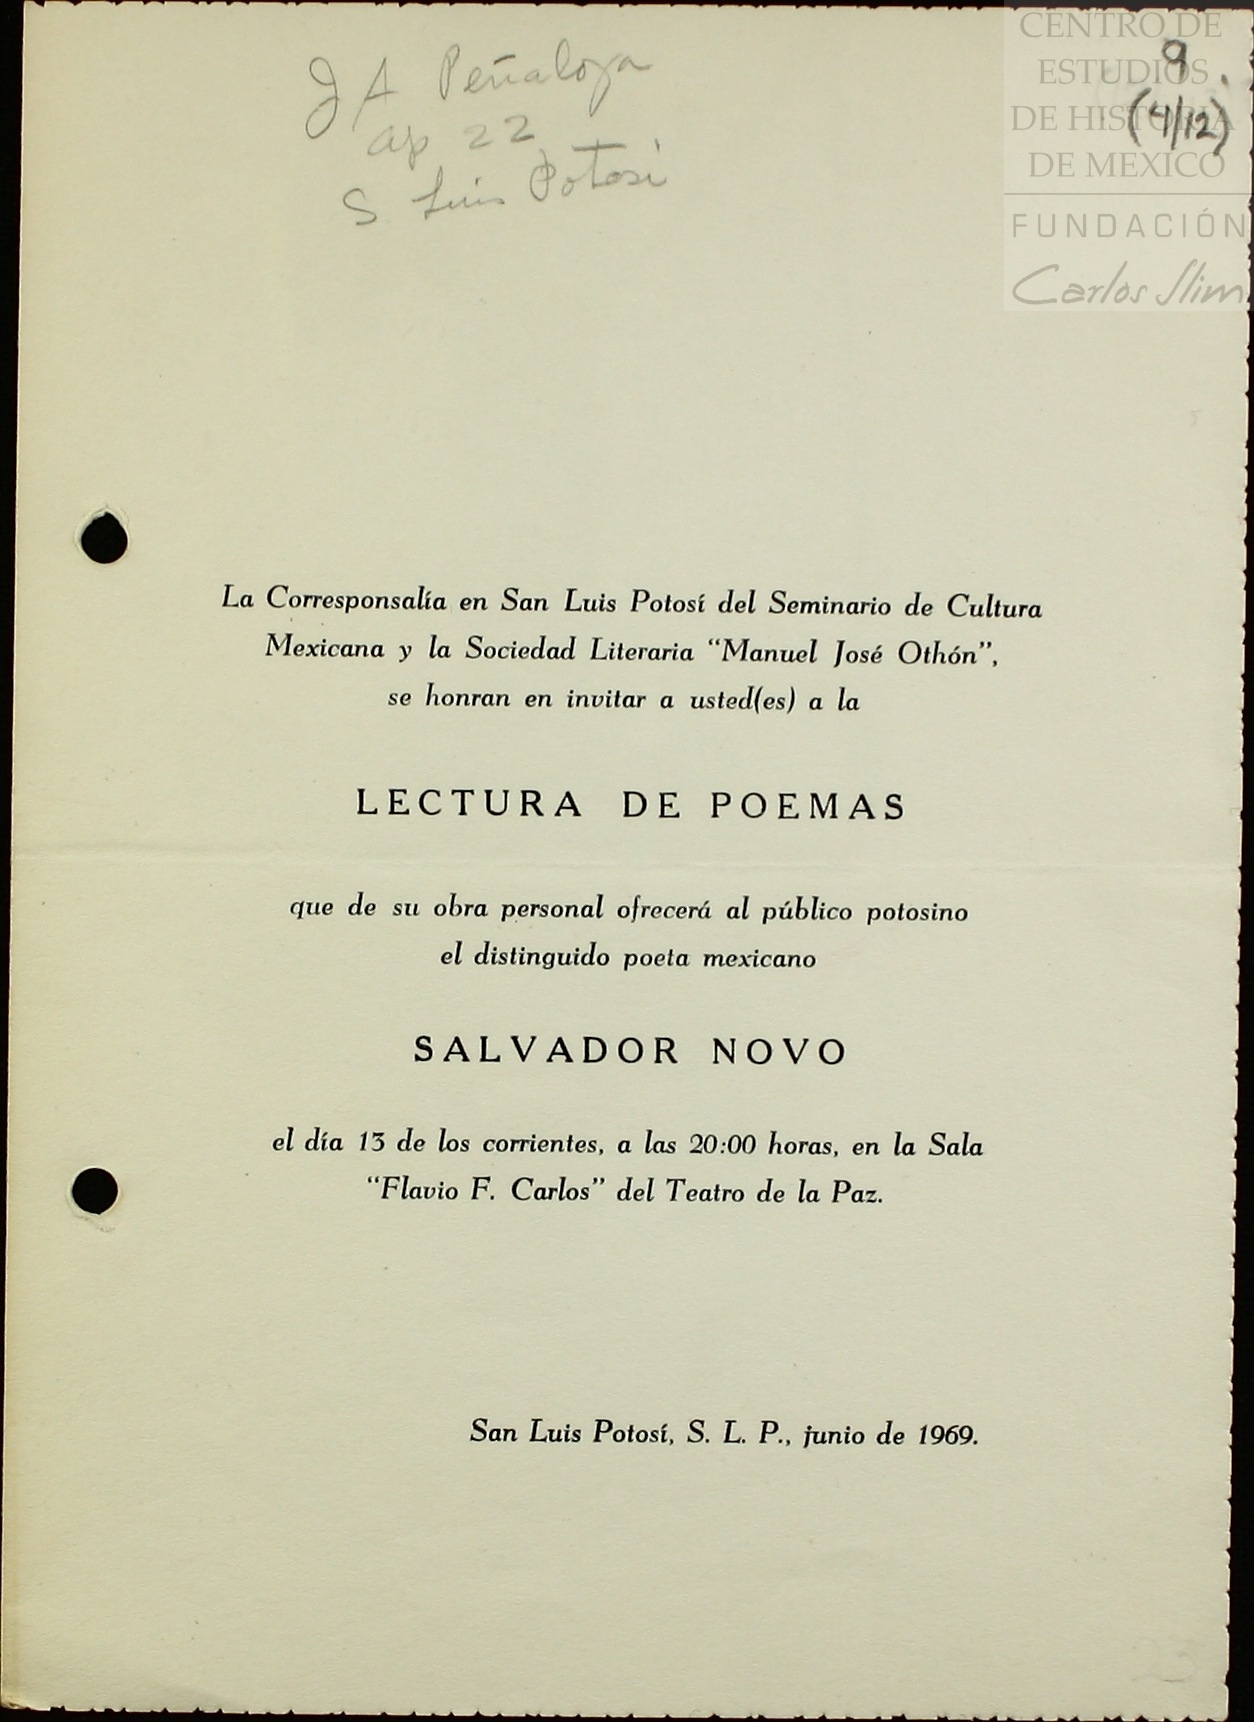 CENTRO DE
ESTUDIOS
DE HISTORIA
DE MEXICO
FUNDACIÓN
Carlos Slim
9
(4/12)
J A Peñaloza
ap 22
S Luis Potosi
La Corresponsalía en San Luis Potosí del Seminario de Cultura
Mexicana y la Sociedad Literaria “Manuel José Othón”,
se honran en invitar a usted(es) a la
LECTURA DE POEMAS
que de su obra personal ofrecerá al público potosino
el distinguido poeta mexicano
SALVADOR NOVO
el día 13 de los corrientes, a las 20:00 horas, en la Sala
“Flavio F. Carlos” del Teatro de la Paz.
San Luis Potosí, S. L. P., junio de 1969.
23